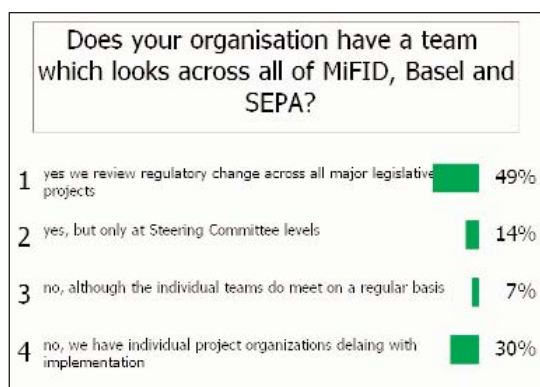 Does your organisation have a team
which looks across all of MiFID, Basel and
SEPA?
1 yes we review regulatory change across all major legislative 49%
projects
2 yes, but only at Steering Committee levels 14%
3 no, although the individual teams do meet on a regular basis 7%
4 no, we have individual project organizations delaing with 30%
implementation